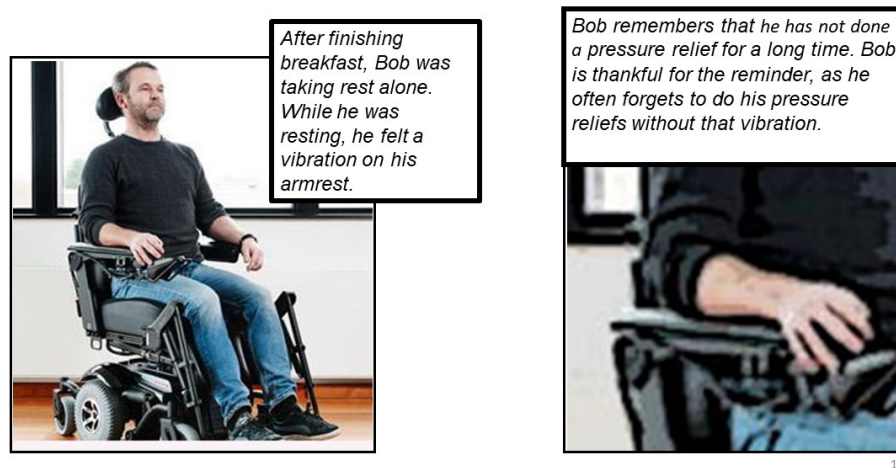 After finishing
breakfast, Bob was
taking rest alone.
While he was
resting, he felt a
vibration on his
armrest.
Bob remembers that he has not done
a pressure relief for a long time. Bob
is thankful for the reminder, as he
often forgets to do his pressure
reliefs without that vibration.
1